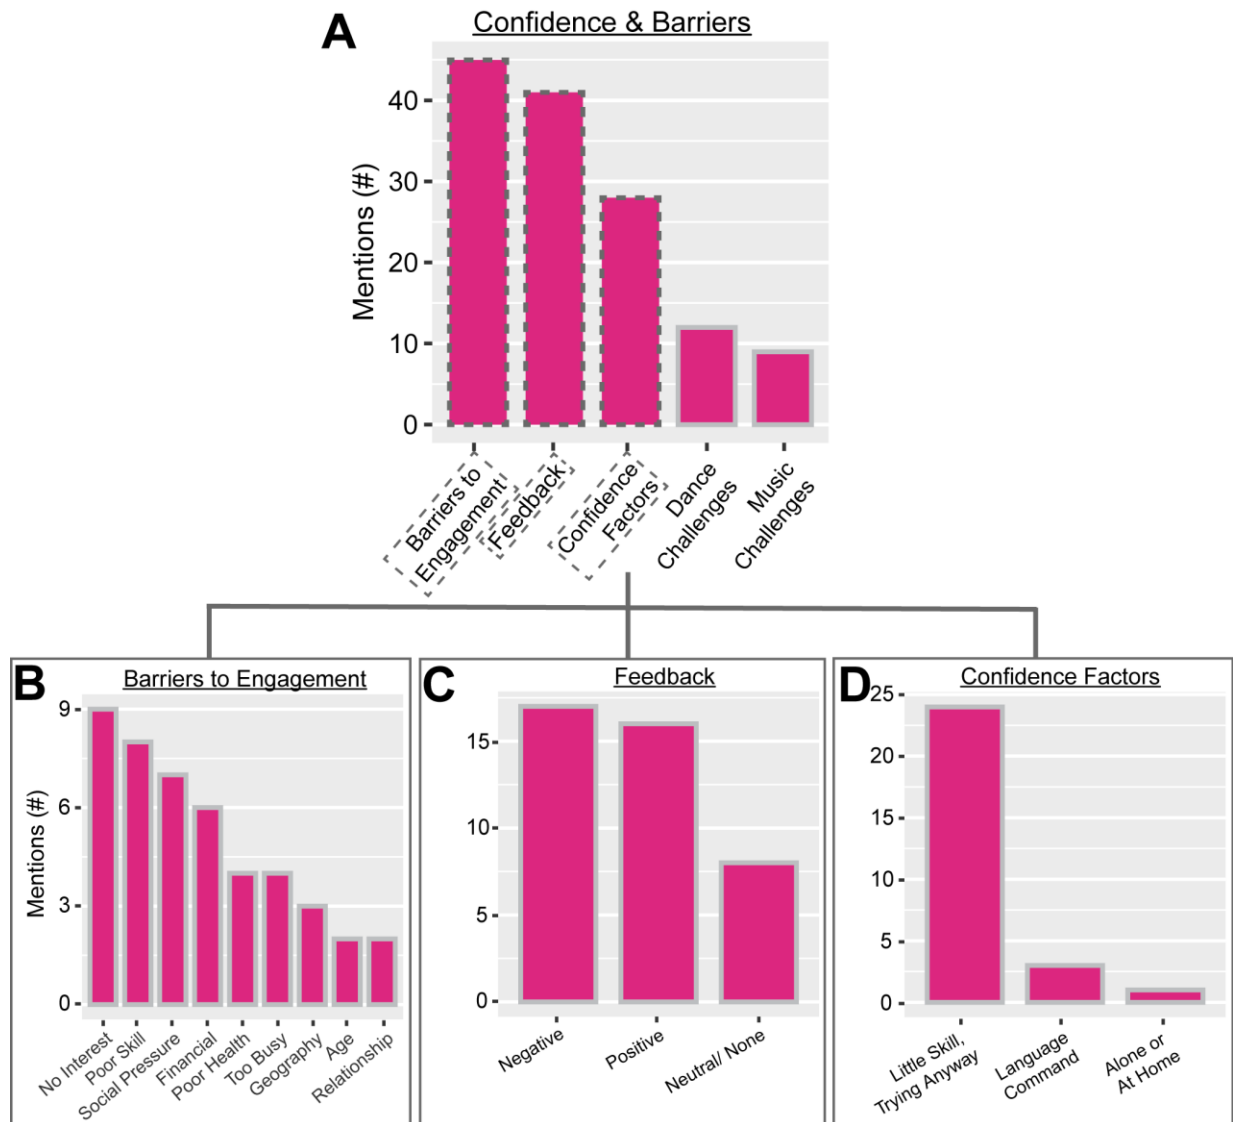 A
Confidence & Barriers
Mentions (#)
40
30
20
10
0
Barriers to
Engagement
Feedback
Confidence
Factors
Dance
Challenges
Music
Challenges
B
Barriers to Engagement
Mentions (#)
9
6
3
0
No Interest
Poor Skill
Social Pressure
Financial
Poor Health
Too Busy
Geography
Age
Relationship
C
Feedback
15
10
5
0
Negative
Positive
Neutral/ None
D
Confidence Factors
25
20
15
10
5
0
Little Skill,
Trying Anyway
Language
Command
Alone or
At Home